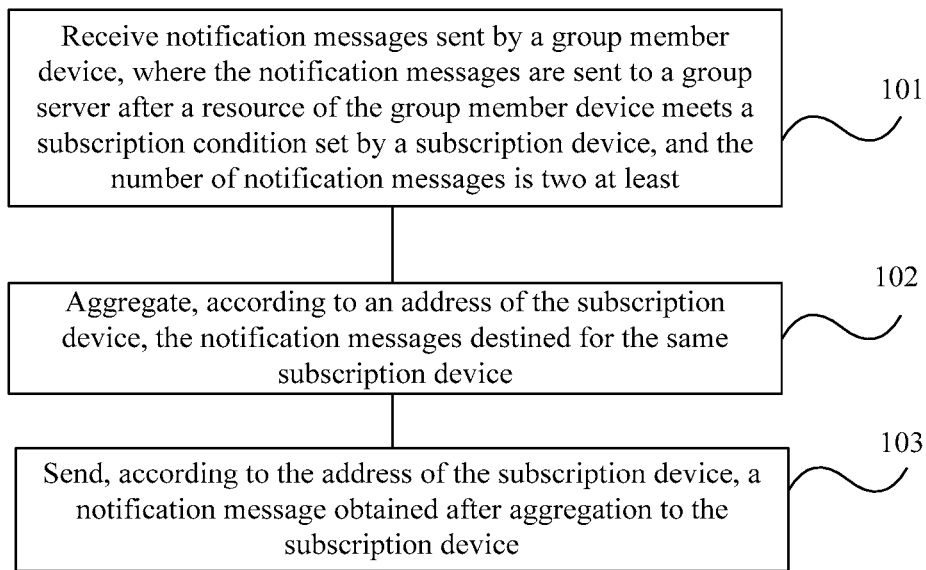 Receive notification messages sent by a group member
device, where the notification messages are sent to a group
server after a resource of the group member device meets a
subscription condition set by a subscription device, and the
number of notification messages is two at least
101
Aggregate, according to an address of the subscription
device, the notification messages destined for the same
subscription device
102
Send, according to the address of the subscription device, a
notification message obtained after aggregation to the
subscription device
103